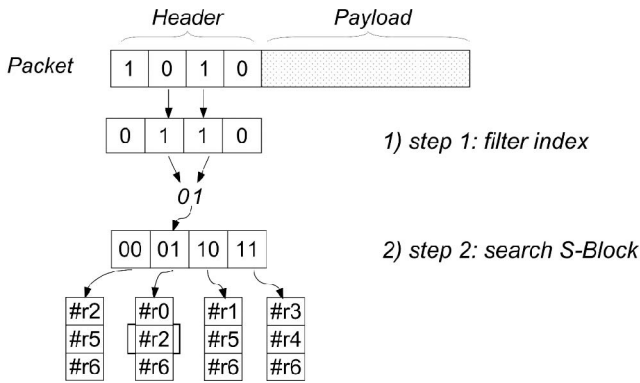 Header Payload
Packet 1 0 1 0
0 1 1 0 1) step 1: filter index
01
00 01 10 11 2) step 2: search S-Block
#r2 #r0 #r1 #r3
#r5 #r2 #r5 #r4
#r6 #r6 #r6 #r6